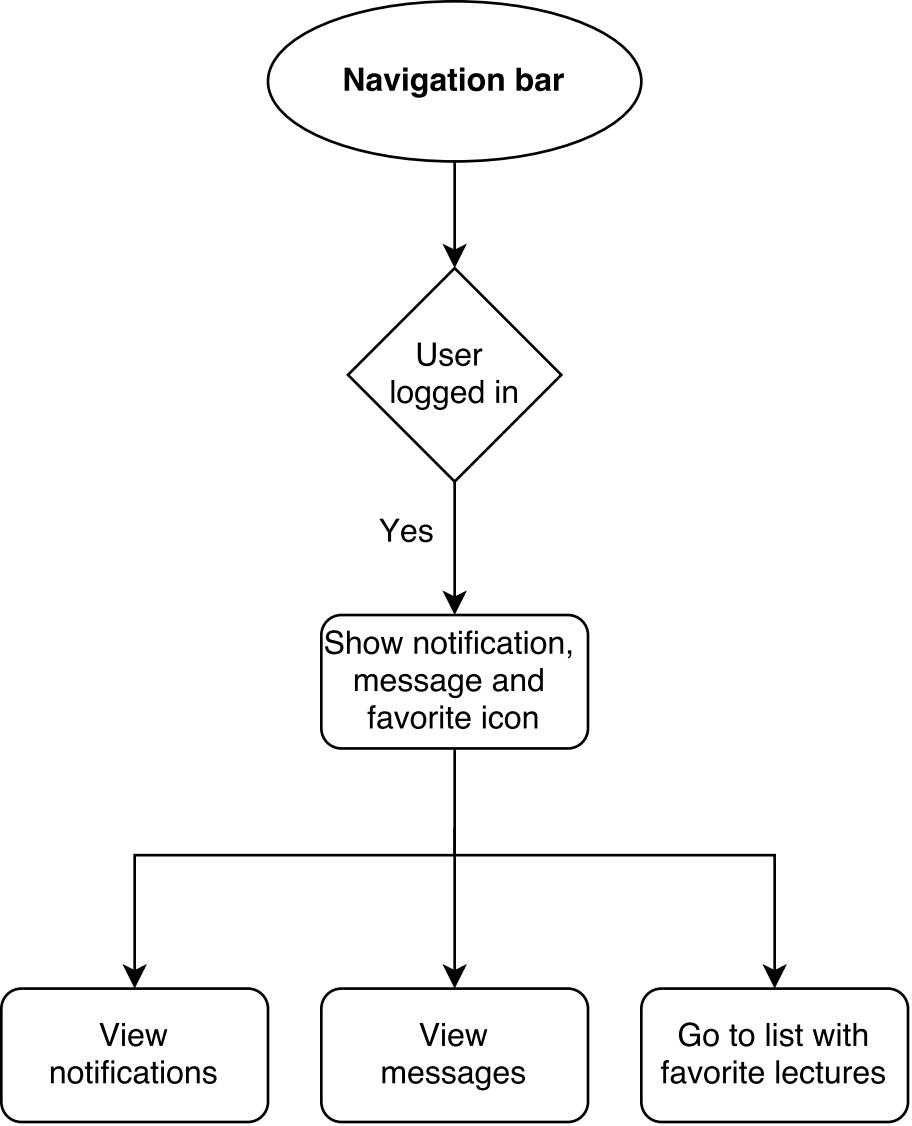 Navigation bar
User
logged in
Yes
Show notification,
message and
favorite icon
View
notifications
View
messages
Go to list with
favorite lectures